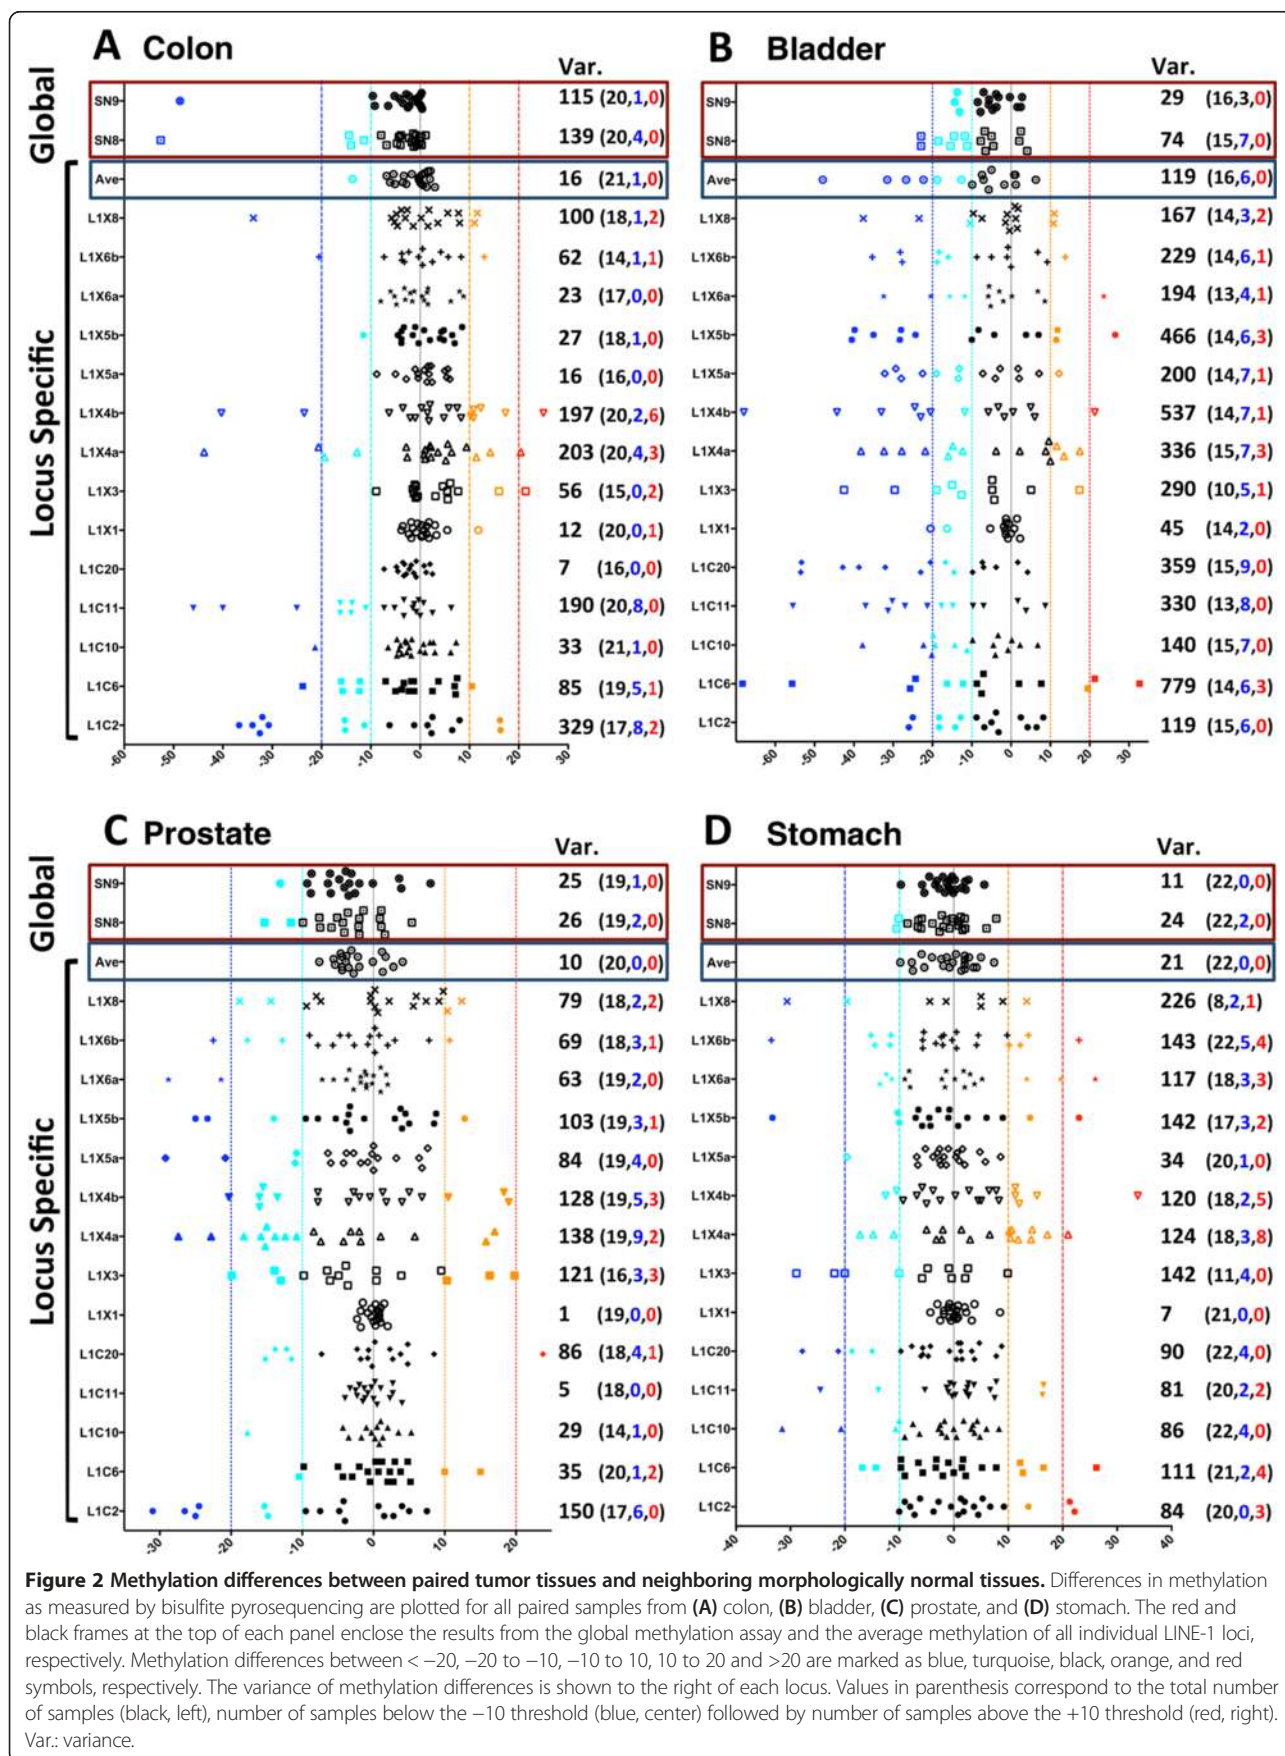 A Colon
Var.
Global
Locus Specific
SN9 115 (20,1,0)
SN8 139 (20,4,0)
Ave 16 (21,1,0)
L1X8 100 (18,1,2)
L1X6b 62 (14,1,1)
L1X6a 23 (17,0,0)
L1X5b 27 (18,1,0)
L1X5a 16 (16,0,0)
L1X4b 197 (20,2,6)
L1X4a 203 (20,4,3)
L1X3 56 (15,0,2)
L1X1 12 (20,0,1)
L1C20 7 (16,0,0)
L1C11 190 (20,8,0)
L1C10 33 (21,1,0)
L1C6 85 (19,5,1)
L1C2 329 (17,8,2)
-60 -50 -40 -30 -20 -10 0 10 20 30
B Bladder
Var.
SN9 29 (16,3,0)
SN8 74 (15,7,0)
Ave 119 (16,6,0)
L1X8 167 (14,3,2)
L1X6b 229 (14,6,1)
L1X6a 194 (13,4,1)
L1X5b 466 (14,6,3)
L1X5a 200 (14,7,1)
L1X4b 537 (14,7,1)
L1X4a 336 (15,7,3)
L1X3 290 (10,5,1)
L1X1 45 (14,2,0)
L1C20 359 (15,9,0)
L1C11 330 (13,8,0)
L1C10 140 (15,7,0)
L1C6 779 (14,6,3)
L1C2 119 (15,6,0)
-60 -50 -40 -30 -20 -10 0 10 20 30
C Prostate
Var.
Global
Locus Specific
SN9 25 (19,1,0)
SN8 26 (19,2,0)
Ave 10 (20,0,0)
L1X8 79 (18,2,2)
L1X6b 69 (18,3,1)
L1X6a 63 (19,2,0)
L1X5b 103 (19,3,1)
L1X5a 84 (19,4,0)
L1X4b 128 (19,5,3)
L1X4a 138 (19,9,2)
L1X3 121 (16,3,3)
L1X1 1 (19,0,0)
L1C20 86 (18,4,1)
L1C11 5 (18,0,0)
L1C10 29 (14,1,0)
L1C6 35 (20,1,2)
L1C2 150 (17,6,0)
-30 -20 -10 0 10 20
D Stomach
Var.
SN9 11 (22,0,0)
SN8 24 (22,2,0)
Ave 21 (22,0,0)
L1X8 226 (8,2,1)
L1X6b 143 (22,5,4)
L1X6a 117 (18,3,3)
L1X5b 142 (17,3,2)
L1X5a 34 (20,1,0)
L1X4b 120 (18,2,5)
L1X4a 124 (18,3,8)
L1X3 142 (11,4,0)
L1X1 7 (21,0,0)
L1C20 90 (22,4,0)
L1C11 81 (20,2,2)
L1C10 86 (22,4,0)
L1C6 111 (21,2,4)
L1C2 84 (20,0,3)
-40 -30 -20 -10 0 10 20 30 40
Figure 2 Methylation differences between paired tumor tissues and neighboring morphologically normal tissues. Differences in methylation
as measured by bisulfite pyrosequencing are plotted for all paired samples from (A) colon, (B) bladder, (C) prostate, and (D) stomach. The red and
black frames at the top of each panel enclose the results from the global methylation assay and the average methylation of all individual LINE-1 loci,
respectively. Methylation differences between < −20, −20 to −10, −10 to 10, 10 to 20 and >20 are marked as blue, turquoise, black, orange, and red
symbols, respectively. The variance of methylation differences is shown to the right of each locus. Values in parenthesis correspond to the total number
of samples (black, left), number of samples below the −10 threshold (blue, center) followed by number of samples above the +10 threshold (red, right).
Var.: variance.